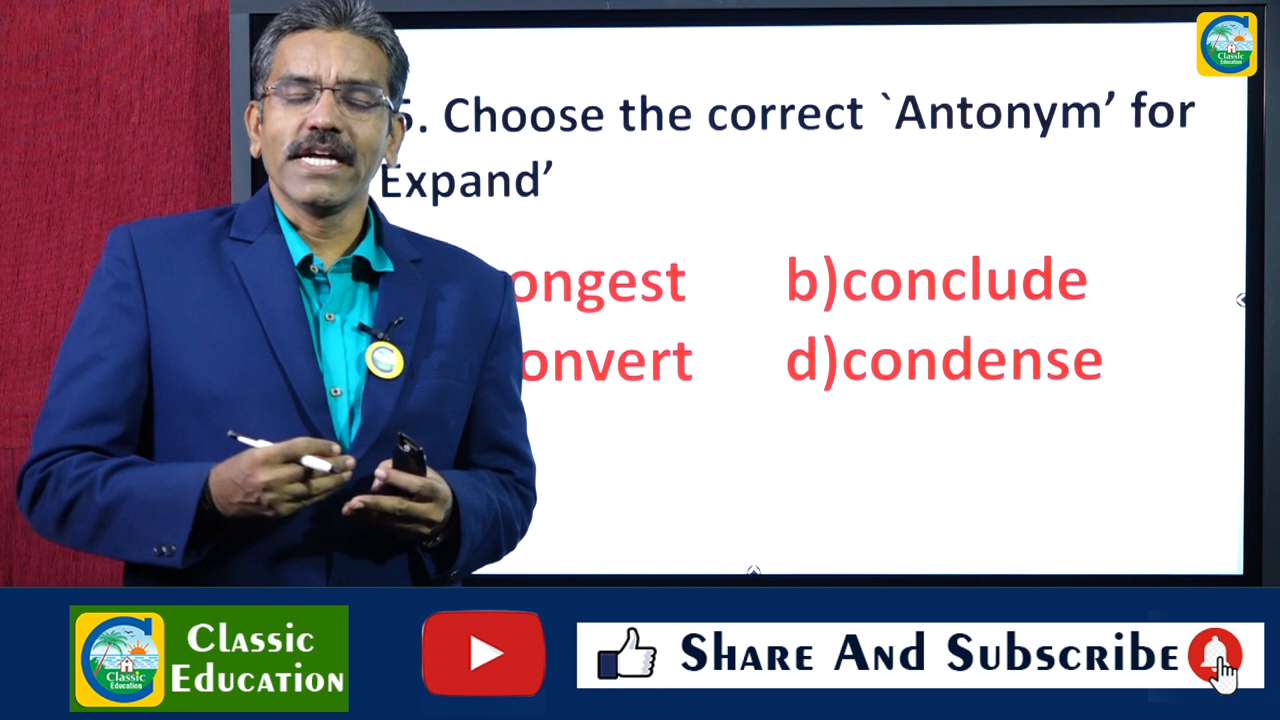 Classic
Education
5. Choose the correct `Antonym’ for
Expand’
ongest b)conclude
onvert d)condense
Classic
Education
Classic
Education
Share And Subscribe